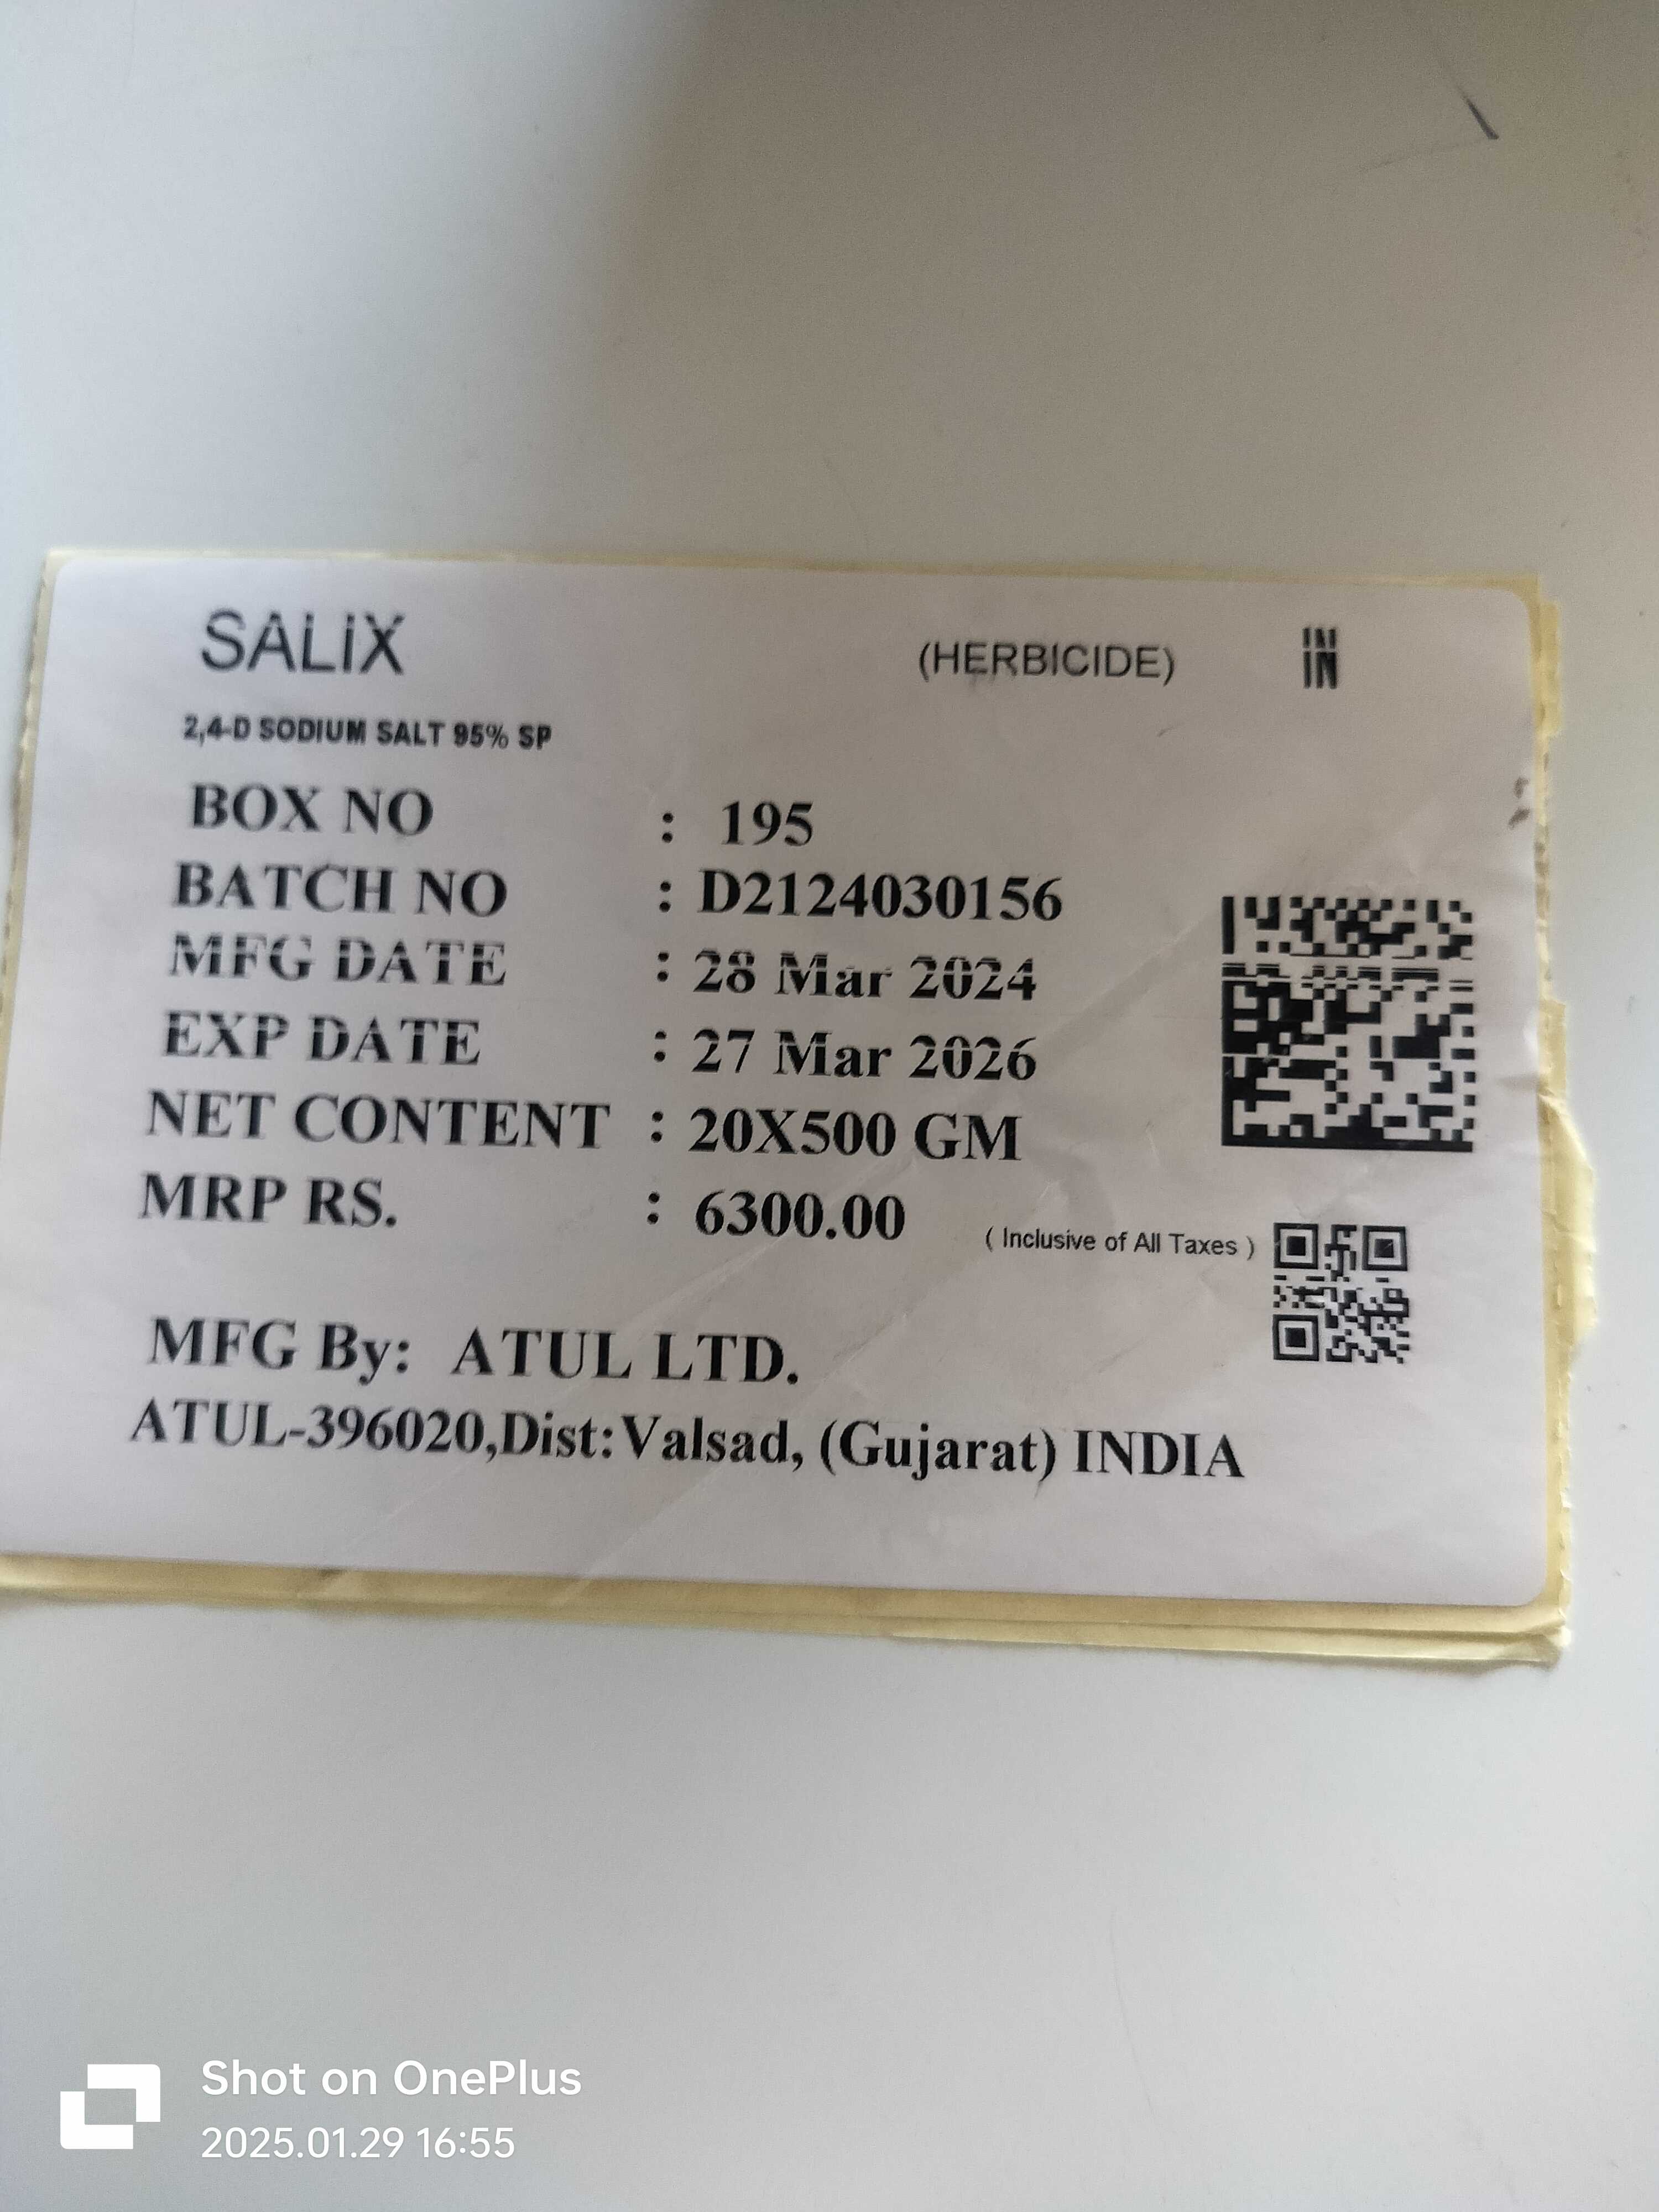 SALIX (HERBICIDE) IN
2,4-D SODIUM SALT 95% SP
BOX NO : 195
BATCH NO : D2124030156
MFG DATE : 28 Mar 2024
EXP DATE : 27 Mar 2026
NET CONTENT : 20X500 GM
MRP RS. : 6300.00 ( Inclusive of All Taxes )
MFG By: ATUL LTD.
ATUL-396020,Dist:Valsad, (Gujarat) INDIA
Shot on OnePlus
2025.01.29 16:55